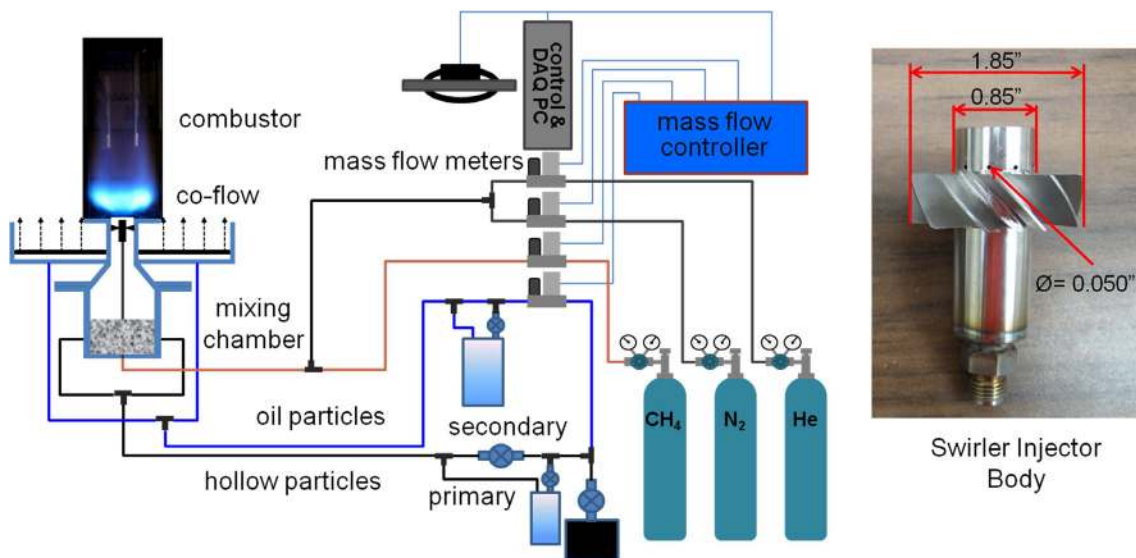 combustor
co-flow
mixing
chamber
oil particles
hollow particles
control &
DAQ PC
mass flow meters
mass flow
controller
secondary
primary
CH₄
N₂
He
1.85”
0.85”
Ø= 0.050”
Swirler Injector
Body